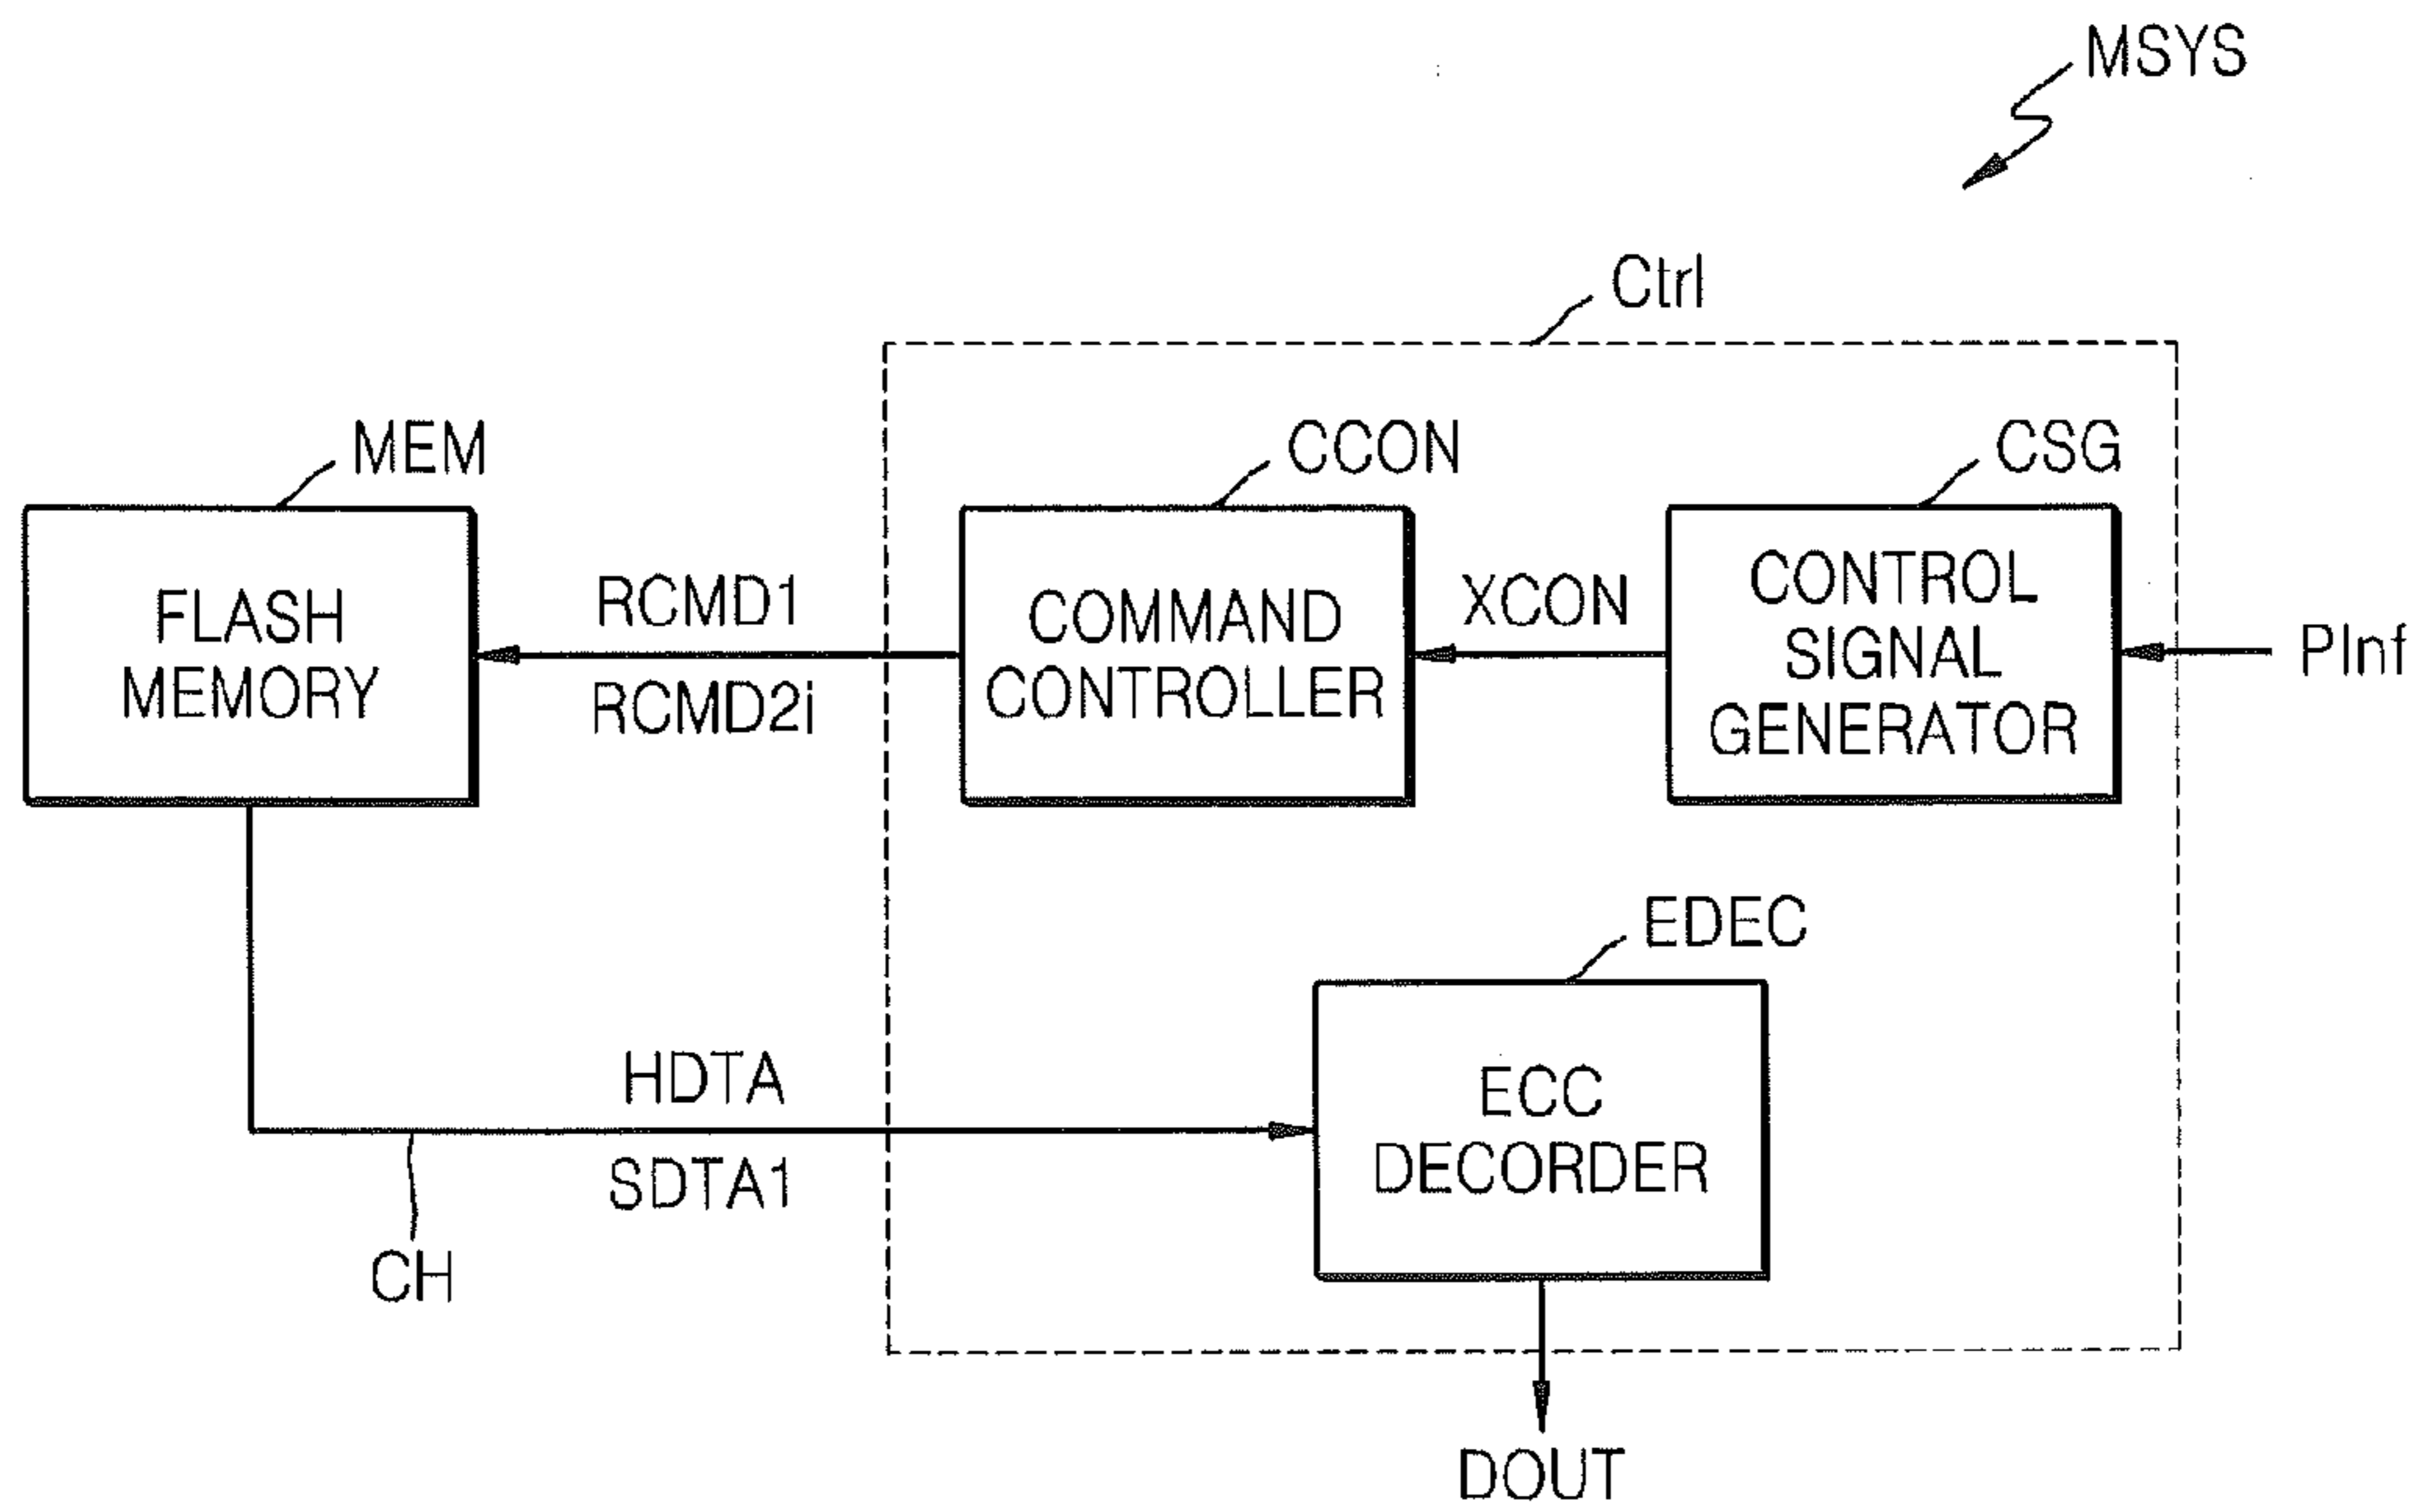 MSYS
Ctrl
MEM
CCON
CSG
FLASH
MEMORY
RCMD1
RCMD2i
COMMAND
CONTROLLER
XCON
CONTROL
SIGNAL
GENERATOR
PInf
EDEC
HDTA
SDTA1
ECC
DECORDER
CH
DOUT